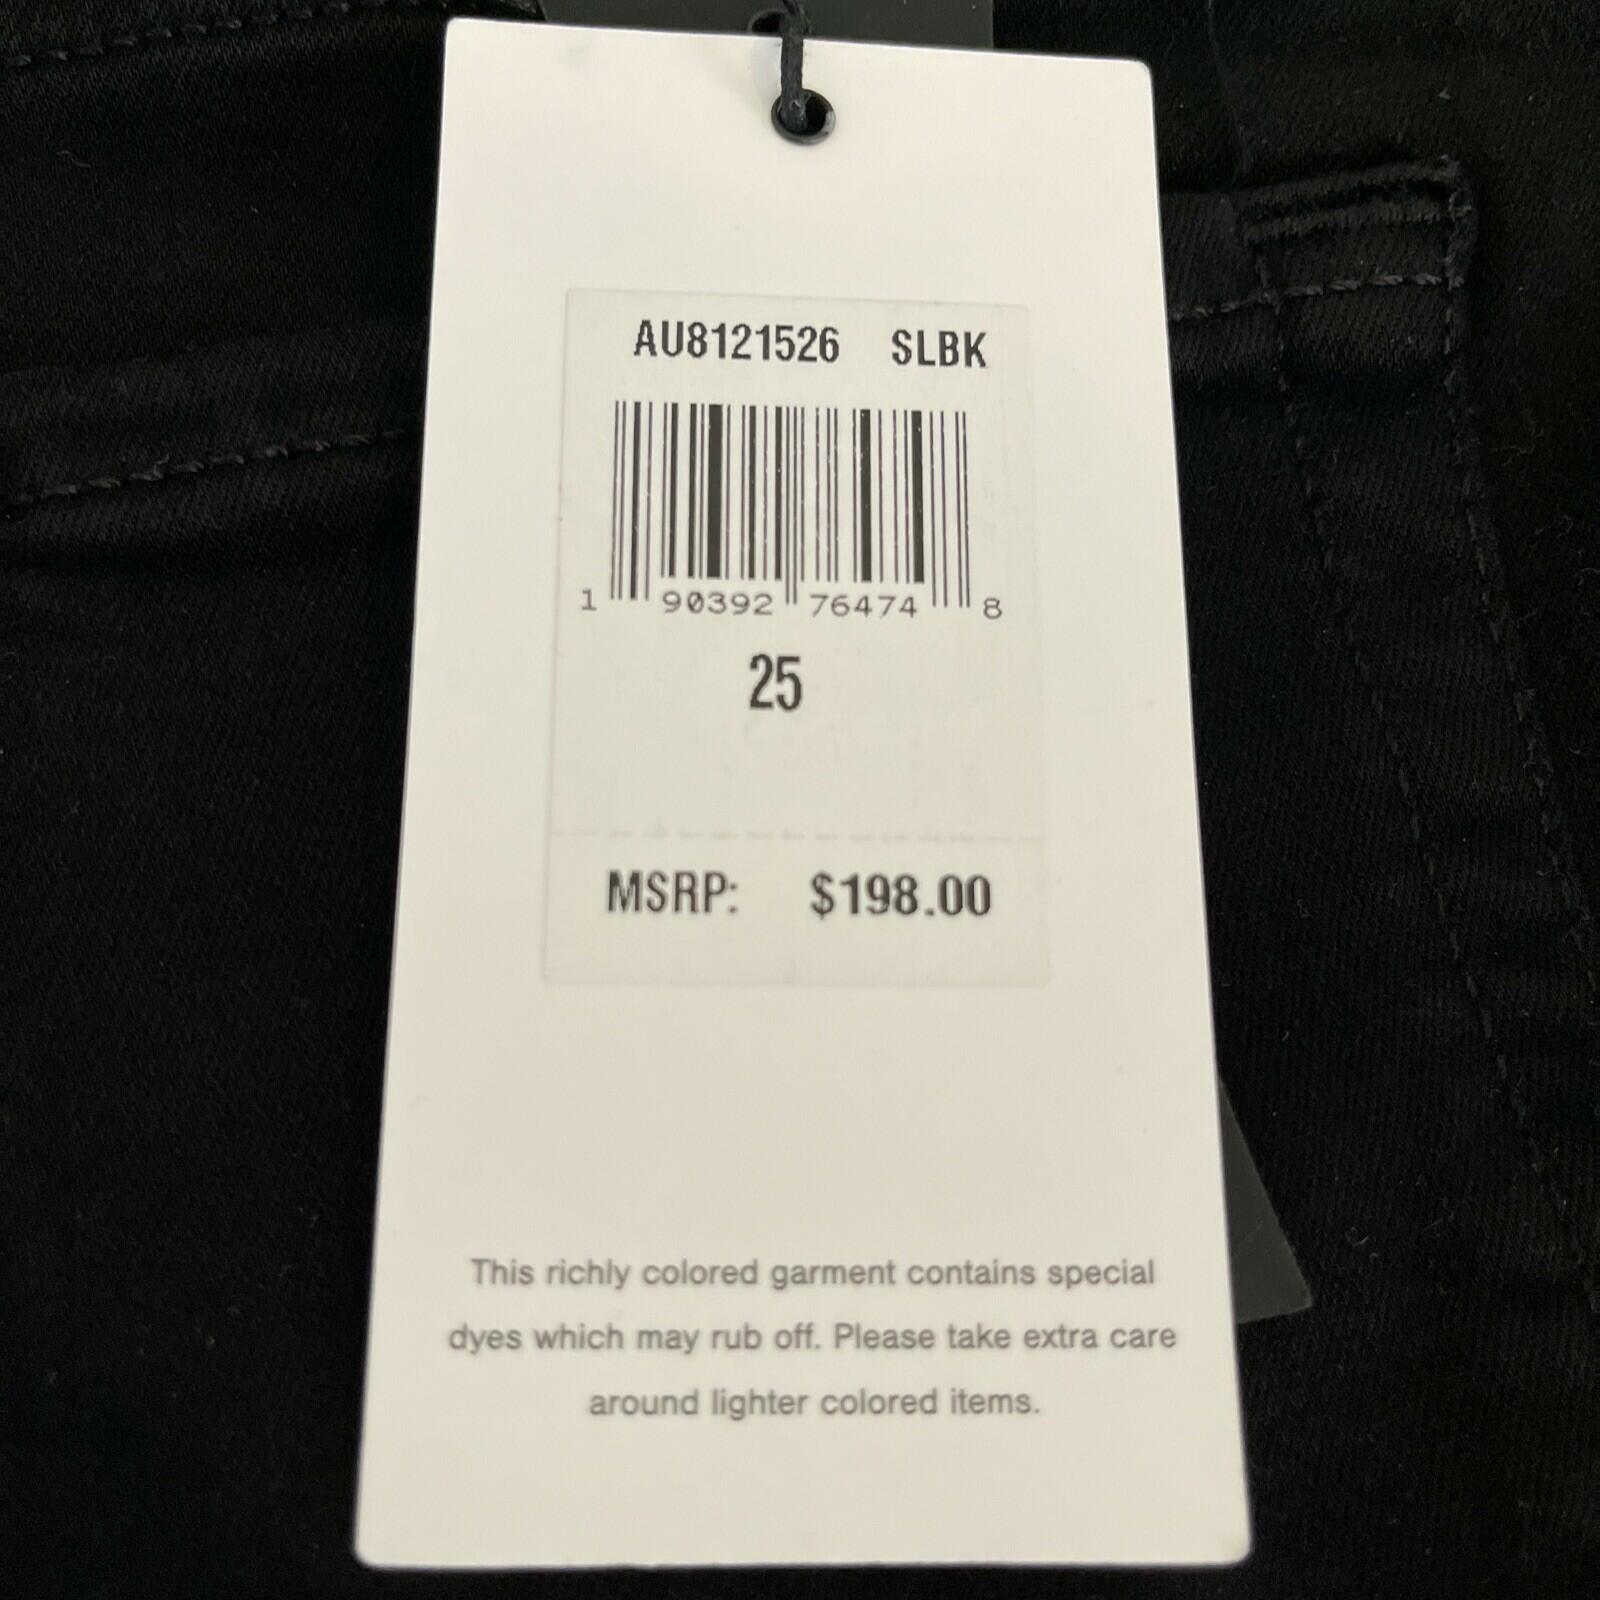 AU8121526 SLBK
1 90392 76474 8
25
MSRP: $198.00
This richly colored garment contains special
dyes which may rub off. Please take extra care
around lighter colored items.